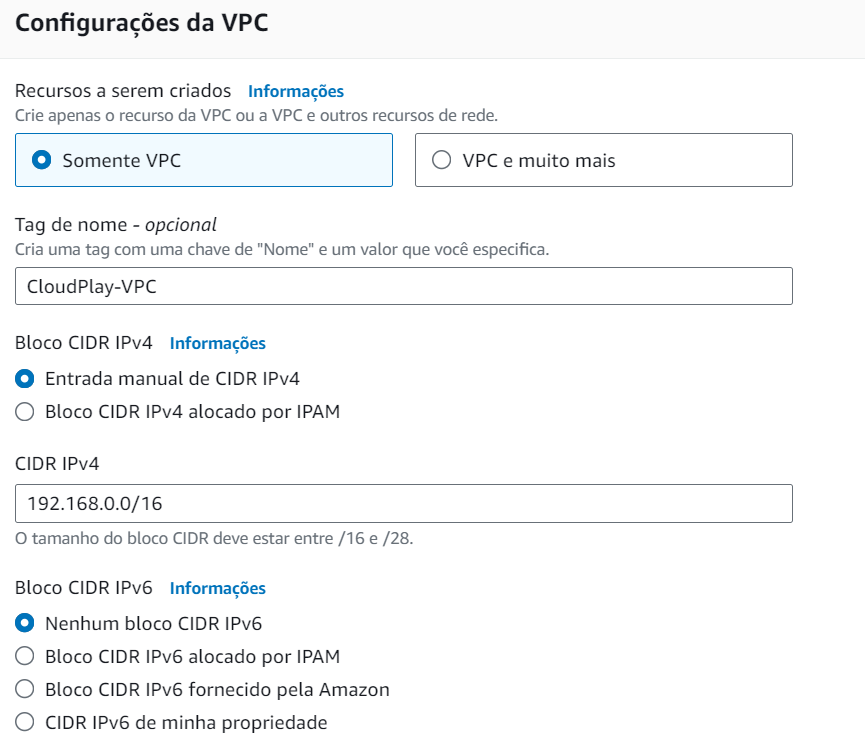 Configurações da VPC
Recursos a serem criados Informações
Crie apenas o recurso da VPC ou a VPC e outros recursos de rede.
Somente VPC
VPC e muito mais
Tag de nome - opcional
Cria uma tag com uma chave de "Nome" e um valor que você especifica.
CloudPlay-VPC
Bloco CIDR IPv4 Informações
Entrada manual de CIDR IPv4
Bloco CIDR IPv4 alocado por IPAM
CIDR IPv4
192.168.0.0/16
O tamanho do bloco CIDR deve estar entre /16 e /28.
Bloco CIDR IPv6 Informações
Nenhum bloco CIDR IPv6
Bloco CIDR IPv6 alocado por IPAM
Bloco CIDR IPv6 fornecido pela Amazon
CIDR IPv6 de minha propriedade